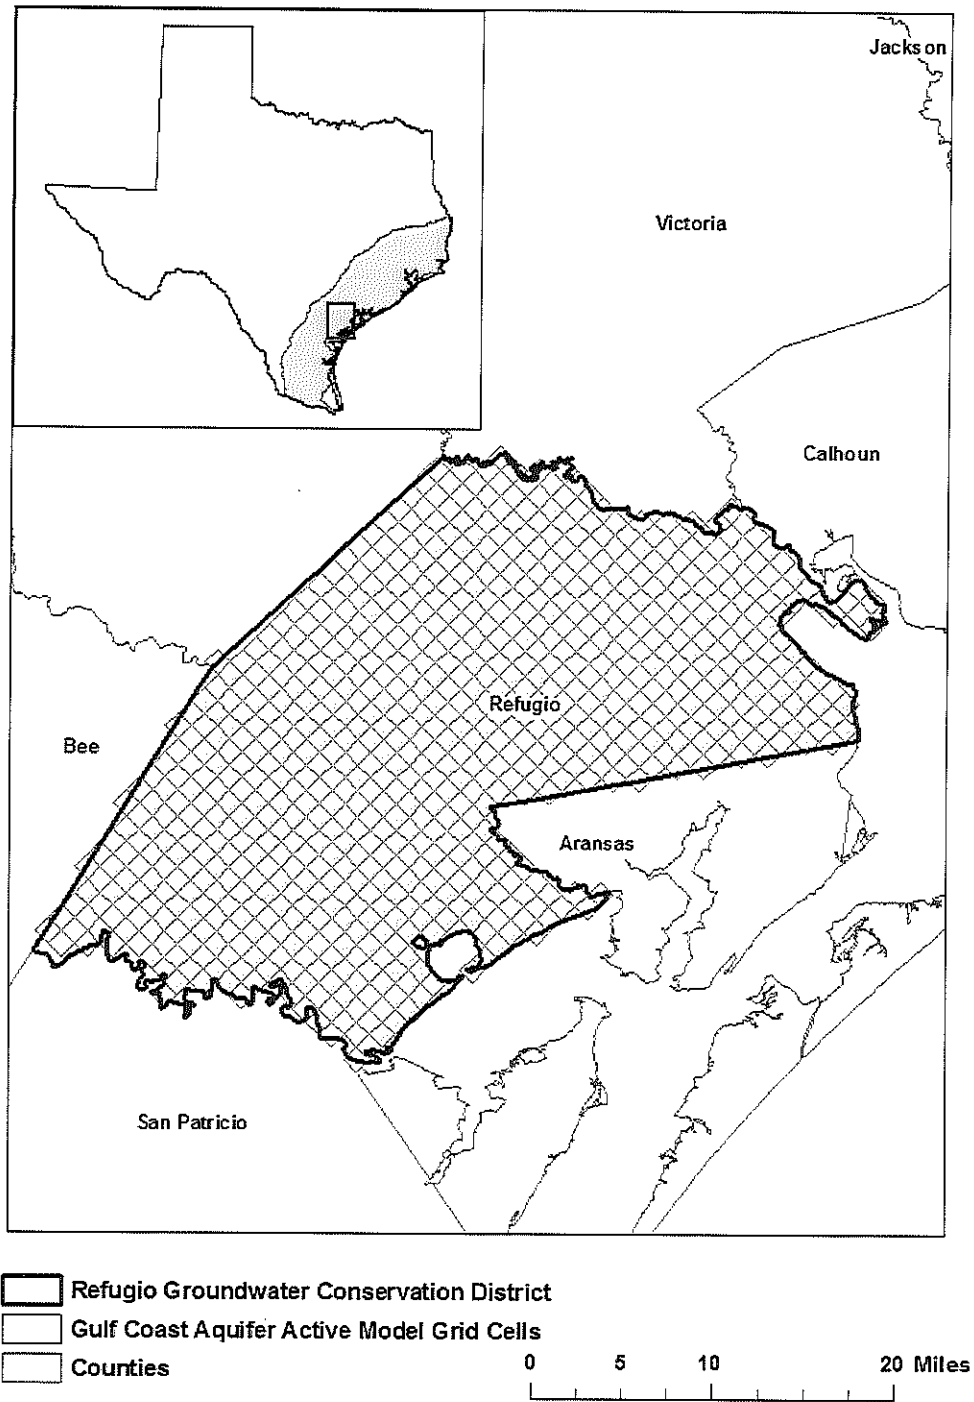 Jackson
Victoria
Calhoun
Refugio
Bee
Aransas
San Patricio
Refugio Groundwater Conservation District
Gulf Coast Aquifer Active Model Grid Cells
Counties
0 5 10 20 Miles